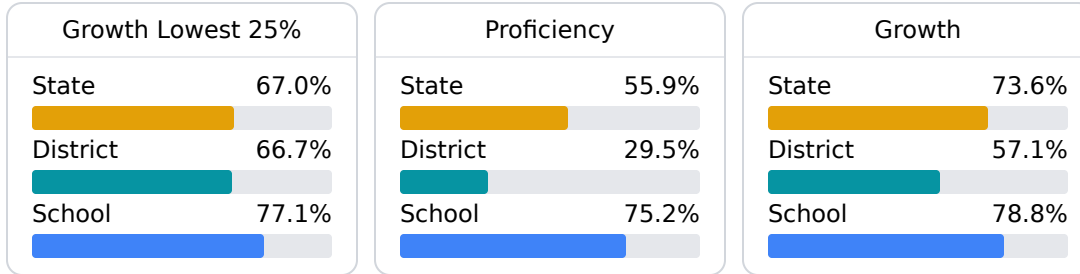 Growth Lowest 25%
State 67.0%
District 66.7%
School 77.1%
Proficiency
State 55.9%
District 29.5%
School 75.2%
Growth
State 73.6%
District 57.1%
School 78.8%